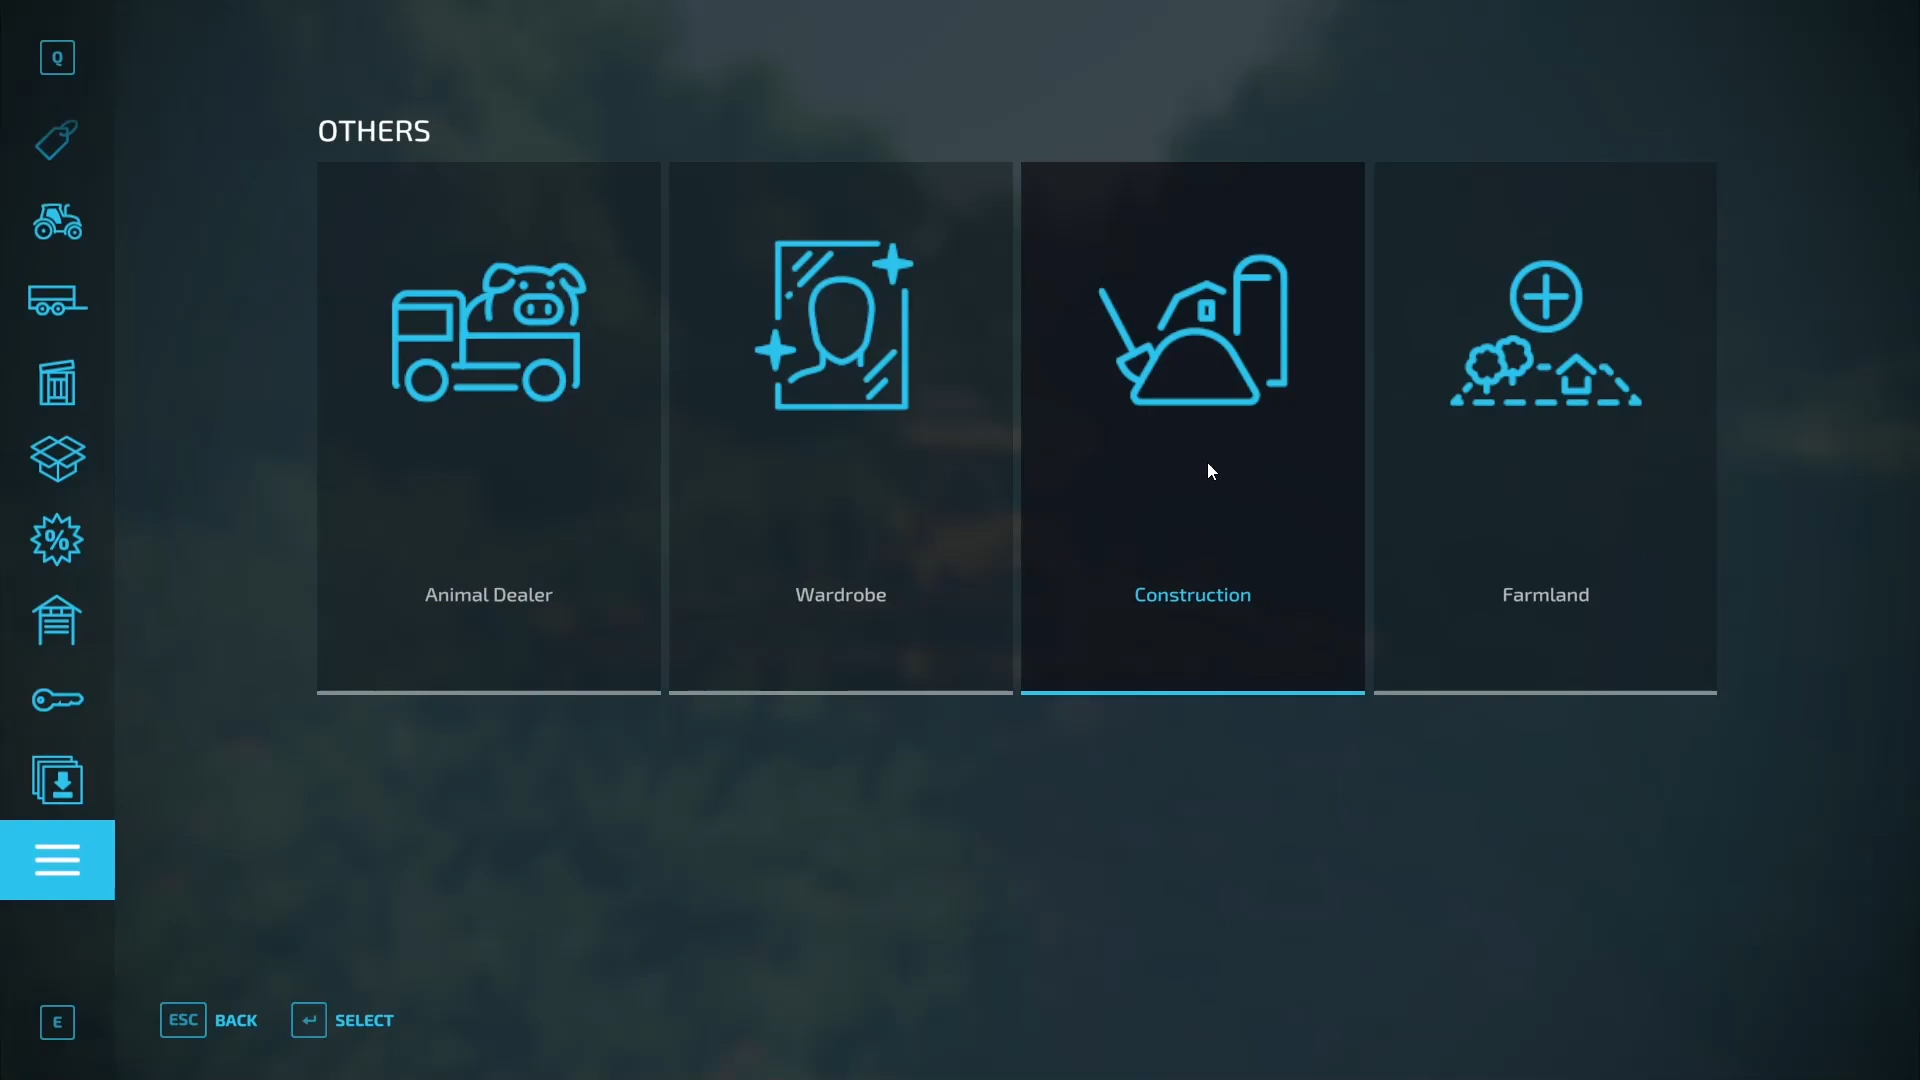 Q
OTHERS
%
Animal Dealer
Wardrobe
Construction
Farmland
E
ESC BACK
SELECT